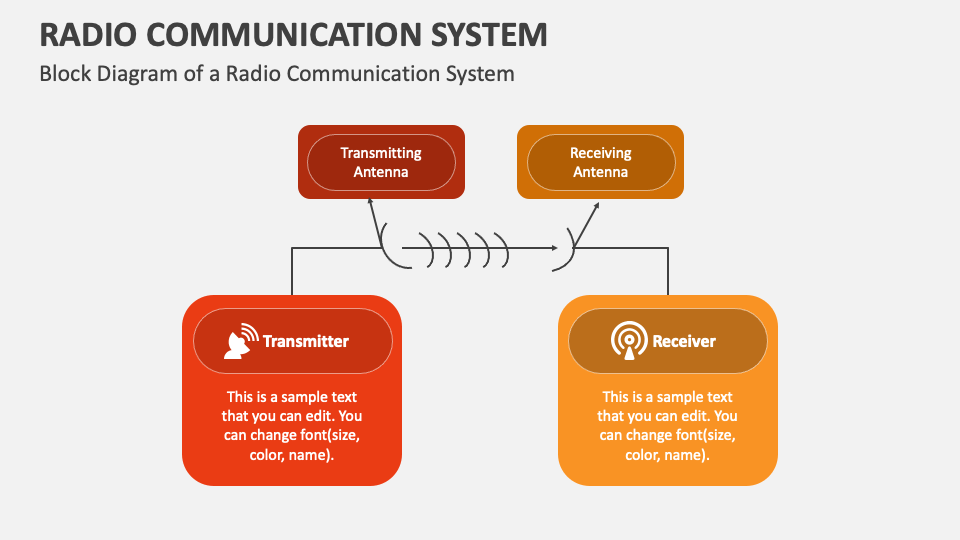 RADIO COMMUNICATION SYSTEM
Block Diagram of a Radio Communication System
Transmitting
Antenna
Receiving
Antenna
Transmitter
This is a sample text
that you can edit. You
can change font(size,
color, name).
Receiver
This is a sample text
that you can edit. You
can change font(size,
color, name).